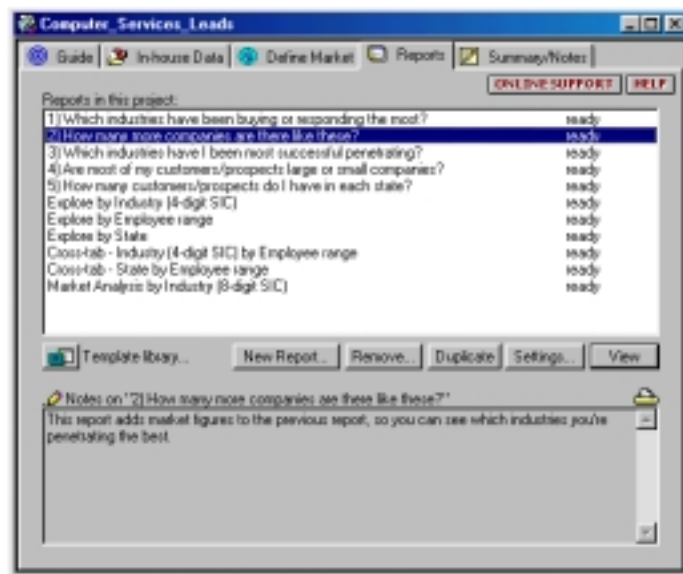 Computer_Services_Leads
Guide In-house Data Define Market Reports Summary/Notes
ONLINE SUPPORT HELP
Reports in this project:
1) Which industries have been buying or responding the most? ready
2) How many more companies are there like these? ready
3) Which industries have I been most successful penetrating? ready
4) Are most of my customers/prospects large or small companies? ready
5) How many customers/prospects do I have in each state? ready
Explore by Industry (4-digit SIC) ready
Explore by Employee range ready
Explore by State ready
Cross-tab - Industry (4-digit SIC) by Employee range ready
Cross-tab - State by Employee range ready
Market Analysis by Industry (8-digit SIC) ready
Template library... New Report... Remove... Duplicate Settings... View
Notes on "2) How many more companies are there like these?"
This report adds market figures to the previous report, so you can see which industries you're
penetrating the best.